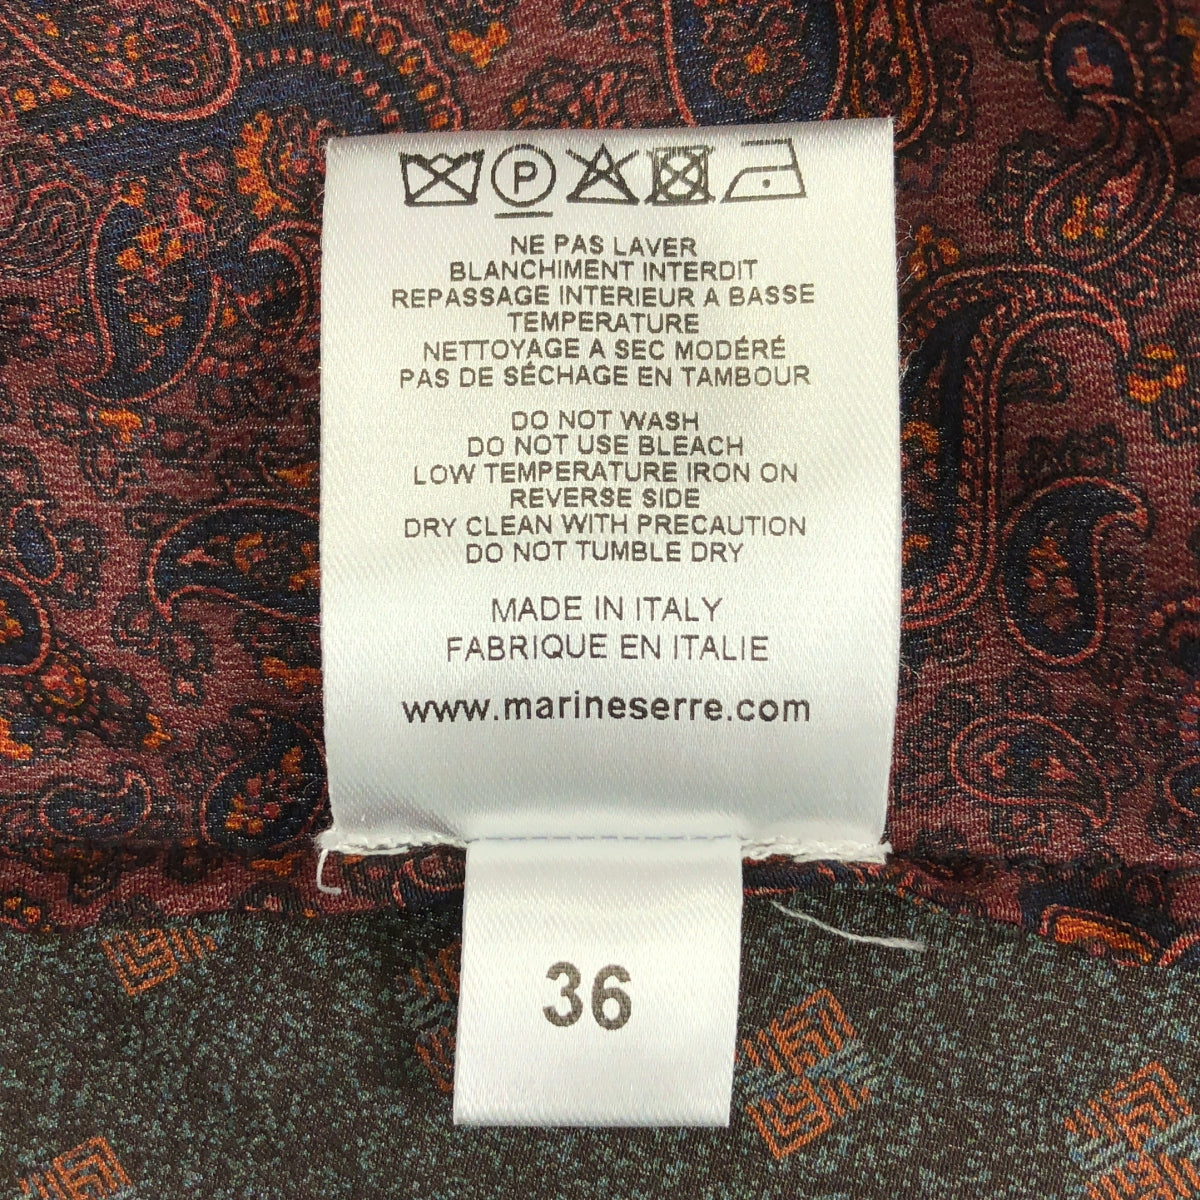 P
NE PAS LAVER
BLANCHIMENT INTERDIT
REPASSAGE INTERIEUR A BASSE
TEMPERATURE
NETTOYAGE A SEC MODÉRÉ
PAS DE SÉCHAGE EN TAMBOUR
DO NOT WASH
DO NOT USE BLEACH
LOW TEMPERATURE IRON ON
REVERSE SIDE
DRY CLEAN WITH PRECAUTION
DO NOT TUMBLE DRY
MADE IN ITALY
FABRIQUE EN ITALIE
www.marineserre.com
36